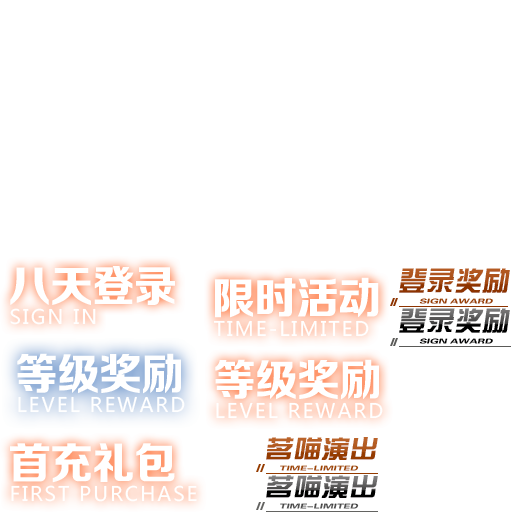 八天登录
SIGN IN
限时活动
TIME-LIMITED
登录奖励
SIGN AWARD
登录奖励
SIGN AWARD
等级奖励
LEVEL REWARD
等级奖励
LEVEL REWARD
首充礼包
FIRST PURCHASE
茗喵演出
TIME-LIMITED
茗喵演出
TIME-LIMITED